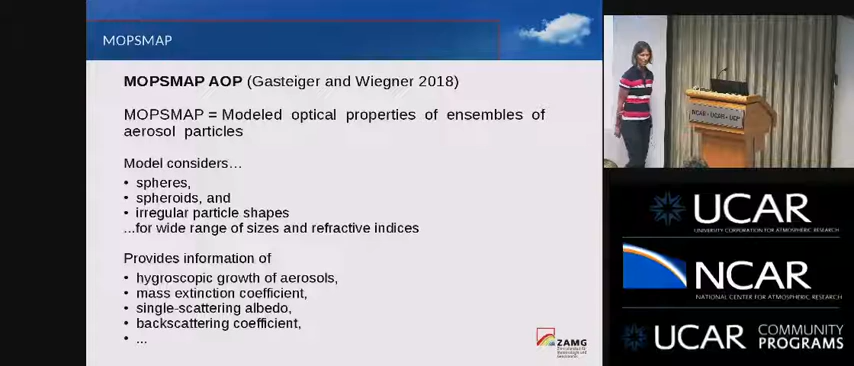 MOPSMAP
MOPSMAP AOP (Gasteiger and Wiegner 2018)
MOPSMAP = Modeled optical properties of ensembles of
aerosol particles
Model considers…
• spheres,
• spheroids, and
• irregular particle shapes
...for wide range of sizes and refractive indices
Provides information of
• hygroscopic growth of aerosols,
• mass extinction coefficient,
• single-scattering albedo,
• backscattering coefficient,
• ...
ZAMG
NCAR • UCAR • UCP
UCAR
UNIVERSITY CORPORATION FOR ATMOSPHERIC RESEARCH
NCAR
NATIONAL CENTER FOR ATMOSPHERIC RESEARCH
UCAR COMMUNITY
PROGRAMS